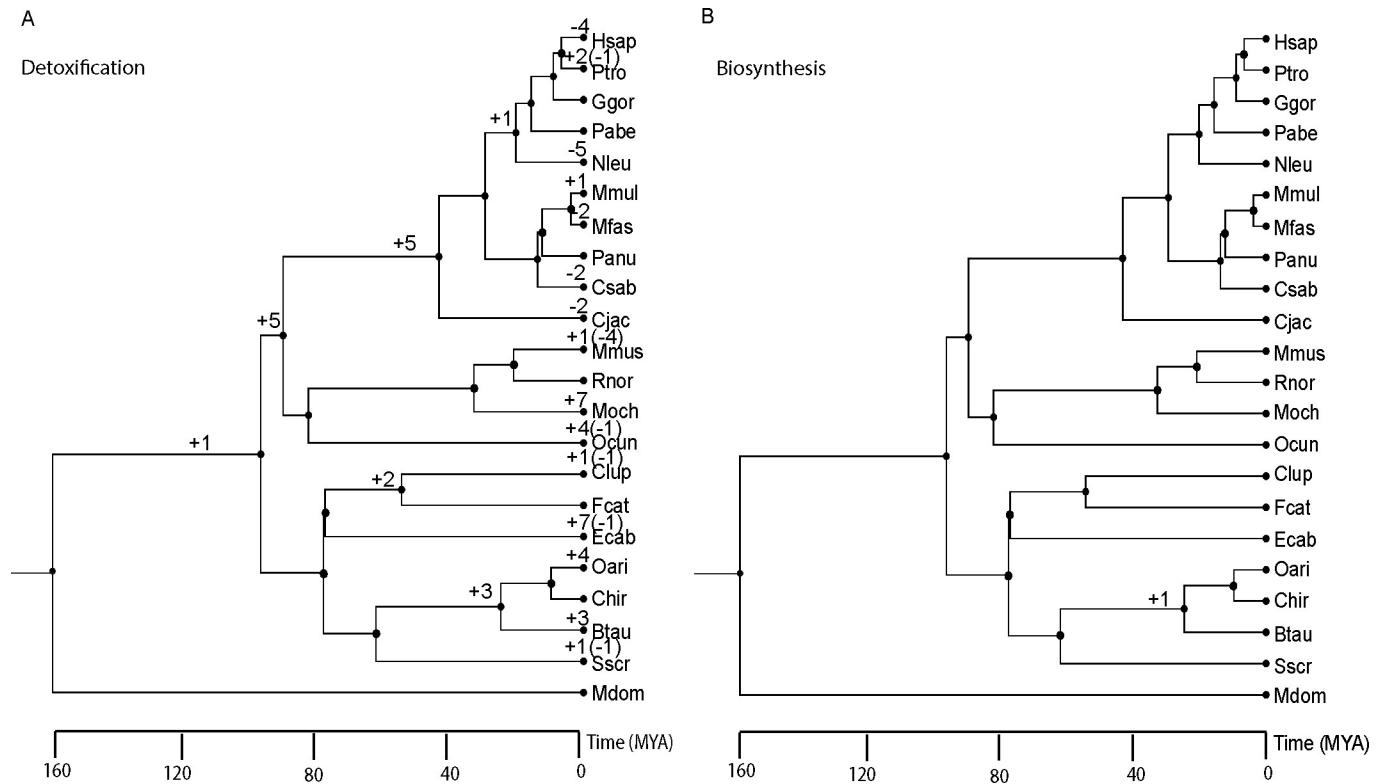 A
Detoxification
-4
Hsap
+2(-1)
Ptro
Ggor
Pabe
+1
-5
Nleu
+1
Mmul
-2
Mfas
Panu
-2
Csab
+5
-2
Cjac
+5
+1(-4)
Mmus
Rnor
+7
Moch
+4(-1)
Ocun
+1
+1(-1)
Clup
+2
Fcat
+7(-1)
Ecab
+4
Oari
+3
Chir
+3
Btau
+1(-1)
Sscr
Mdom
Time (MYA)
160 120 80 40 0
B
Biosynthesis
Hsap
Ptro
Ggor
Pabe
Nleu
Mmul
Mfas
Panu
Csab
Cjac
Mmus
Rnor
Moch
Ocun
Clup
Fcat
Ecab
Oari
+1
Chir
Btau
Sscr
Mdom
Time (MYA)
160 120 80 40 0